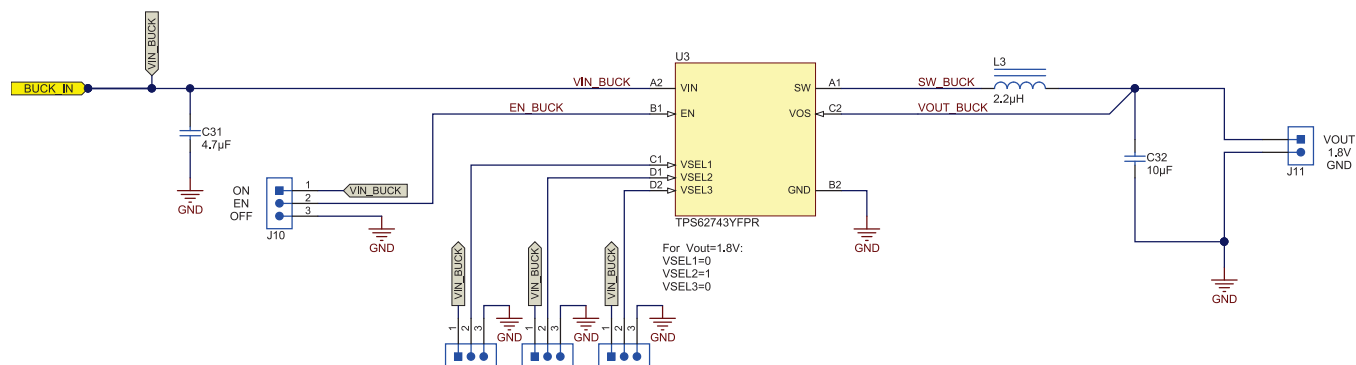 BUCK_IN
VIN_BUCK
C31
4.7µF
GND
ON
EN
OFF
1
2
3
J10
VIN_BUCK
GND
VIN_BUCK
EN_BUCK
U3
A2
VIN
B1
EN
C1
VSEL1
D1
VSEL2
D2
VSEL3
SW
A1
VOS
C2
GND
B2
TPS62743YFPR
For Vout=1.8V:
VSEL1=0
VSEL2=1
VSEL3=0
GND
SW_BUCK
L3
2.2µH
VOUT_BUCK
C32
10µF
GND
J11
VOUT
1.8V
GND
VIN_BUCK
1
2
3
GND
VIN_BUCK
1
2
3
GND
VIN_BUCK
1
2
3
GND